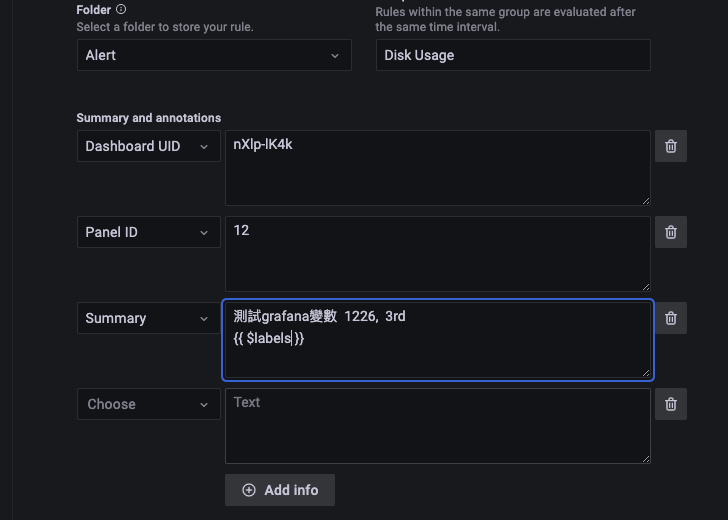 Folder
Select a folder to store your rule.
Rules within the same group are evaluated after
the same time interval.
Alert
Disk Usage
Summary and annotations
Dashboard UID
nXlp-lK4k
Panel ID
12
Summary
測試grafana變數 1226, 3rd
{{ $labels }}
Choose
Text
Add info